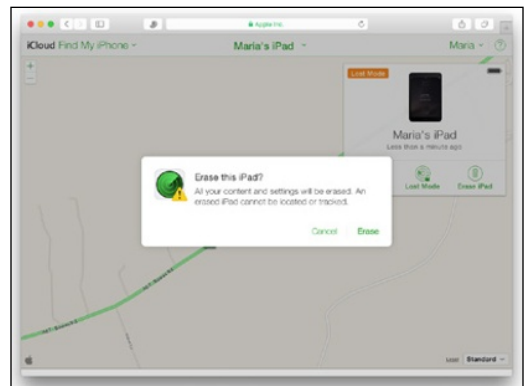 Apple Inc.
iCloud Find My iPhone
Maria's iPad
Maria
?
+
Lost Mode
Maria's iPad
Less than a minute ago
Lost Mode
Erase iPad
Erase this iPad?
All your content and settings will be erased. An
erased iPad cannot be located or tracked.
Cancel
Erase
Legal
Standard